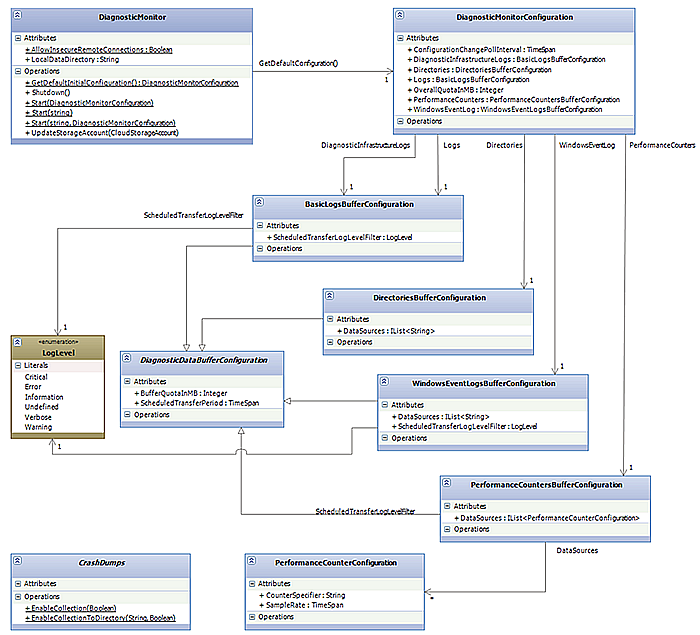 DiagnosticMonitor
Attributes
+ AllowInsecureRemoteConnections : Boolean
+ LocalDataDirectory : String
Operations
+ GetDefaultInitialConfiguration() : DiagnosticMonitorConfiguration
+ Shutdown()
+ Start(DiagnosticMonitorConfiguration)
+ Start(string)
+ Start(string, DiagnosticMonitorConfiguration)
+ UpdateStorageAccount(CloudStorageAccount)
GetDefaultConfiguration()
1
DiagnosticMonitorConfiguration
Attributes
+ ConfigurationChangePollInterval : TimeSpan
+ DiagnosticInfrastructureLogs : BasicLogsBufferConfiguration
+ Directories : DirectoriesBufferConfiguration
+ Logs : BasicLogsBufferConfiguration
+ OverallQuotaInMB : Integer
+ PerformanceCounters : PerformanceCountersBufferConfiguration
+ WindowsEventLog : WindowsEventLogsBufferConfiguration
Operations
DiagnosticInfrastructureLogs
Logs
Directories
WindowsEventLog
PerformanceCounters
1
1
BasicLogsBufferConfiguration
Attributes
+ ScheduledTransferLogLevelFilter : LogLevel
Operations
ScheduledTransferLogLevelFilter
1
1
DirectoriesBufferConfiguration
Attributes
+ DataSources : IList<String>
Operations
«enumeration»
LogLevel
Literals
Critical
Error
Information
Undefined
Verbose
Warning
1
DiagnosticDataBufferConfiguration
Attributes
+ BufferQuotaInMB : Integer
+ ScheduledTransferPeriod : TimeSpan
Operations
1
WindowsEventLogsBufferConfiguration
Attributes
+ DataSources : IList<String>
+ ScheduledTransferLogLevelFilter : LogLevel
Operations
1
PerformanceCountersBufferConfiguration
Attributes
+ DataSources : IList<PerformanceCounterConfiguration>
Operations
ScheduledTransferLogLevelFilter
DataSources
*
CrashDumps
Attributes
Operations
+ EnableCollection(Boolean)
+ EnableCollectionToDirectory(String, Boolean)
PerformanceCounterConfiguration
Attributes
+ CounterSpecifier : String
+ SampleRate : TimeSpan
Operations